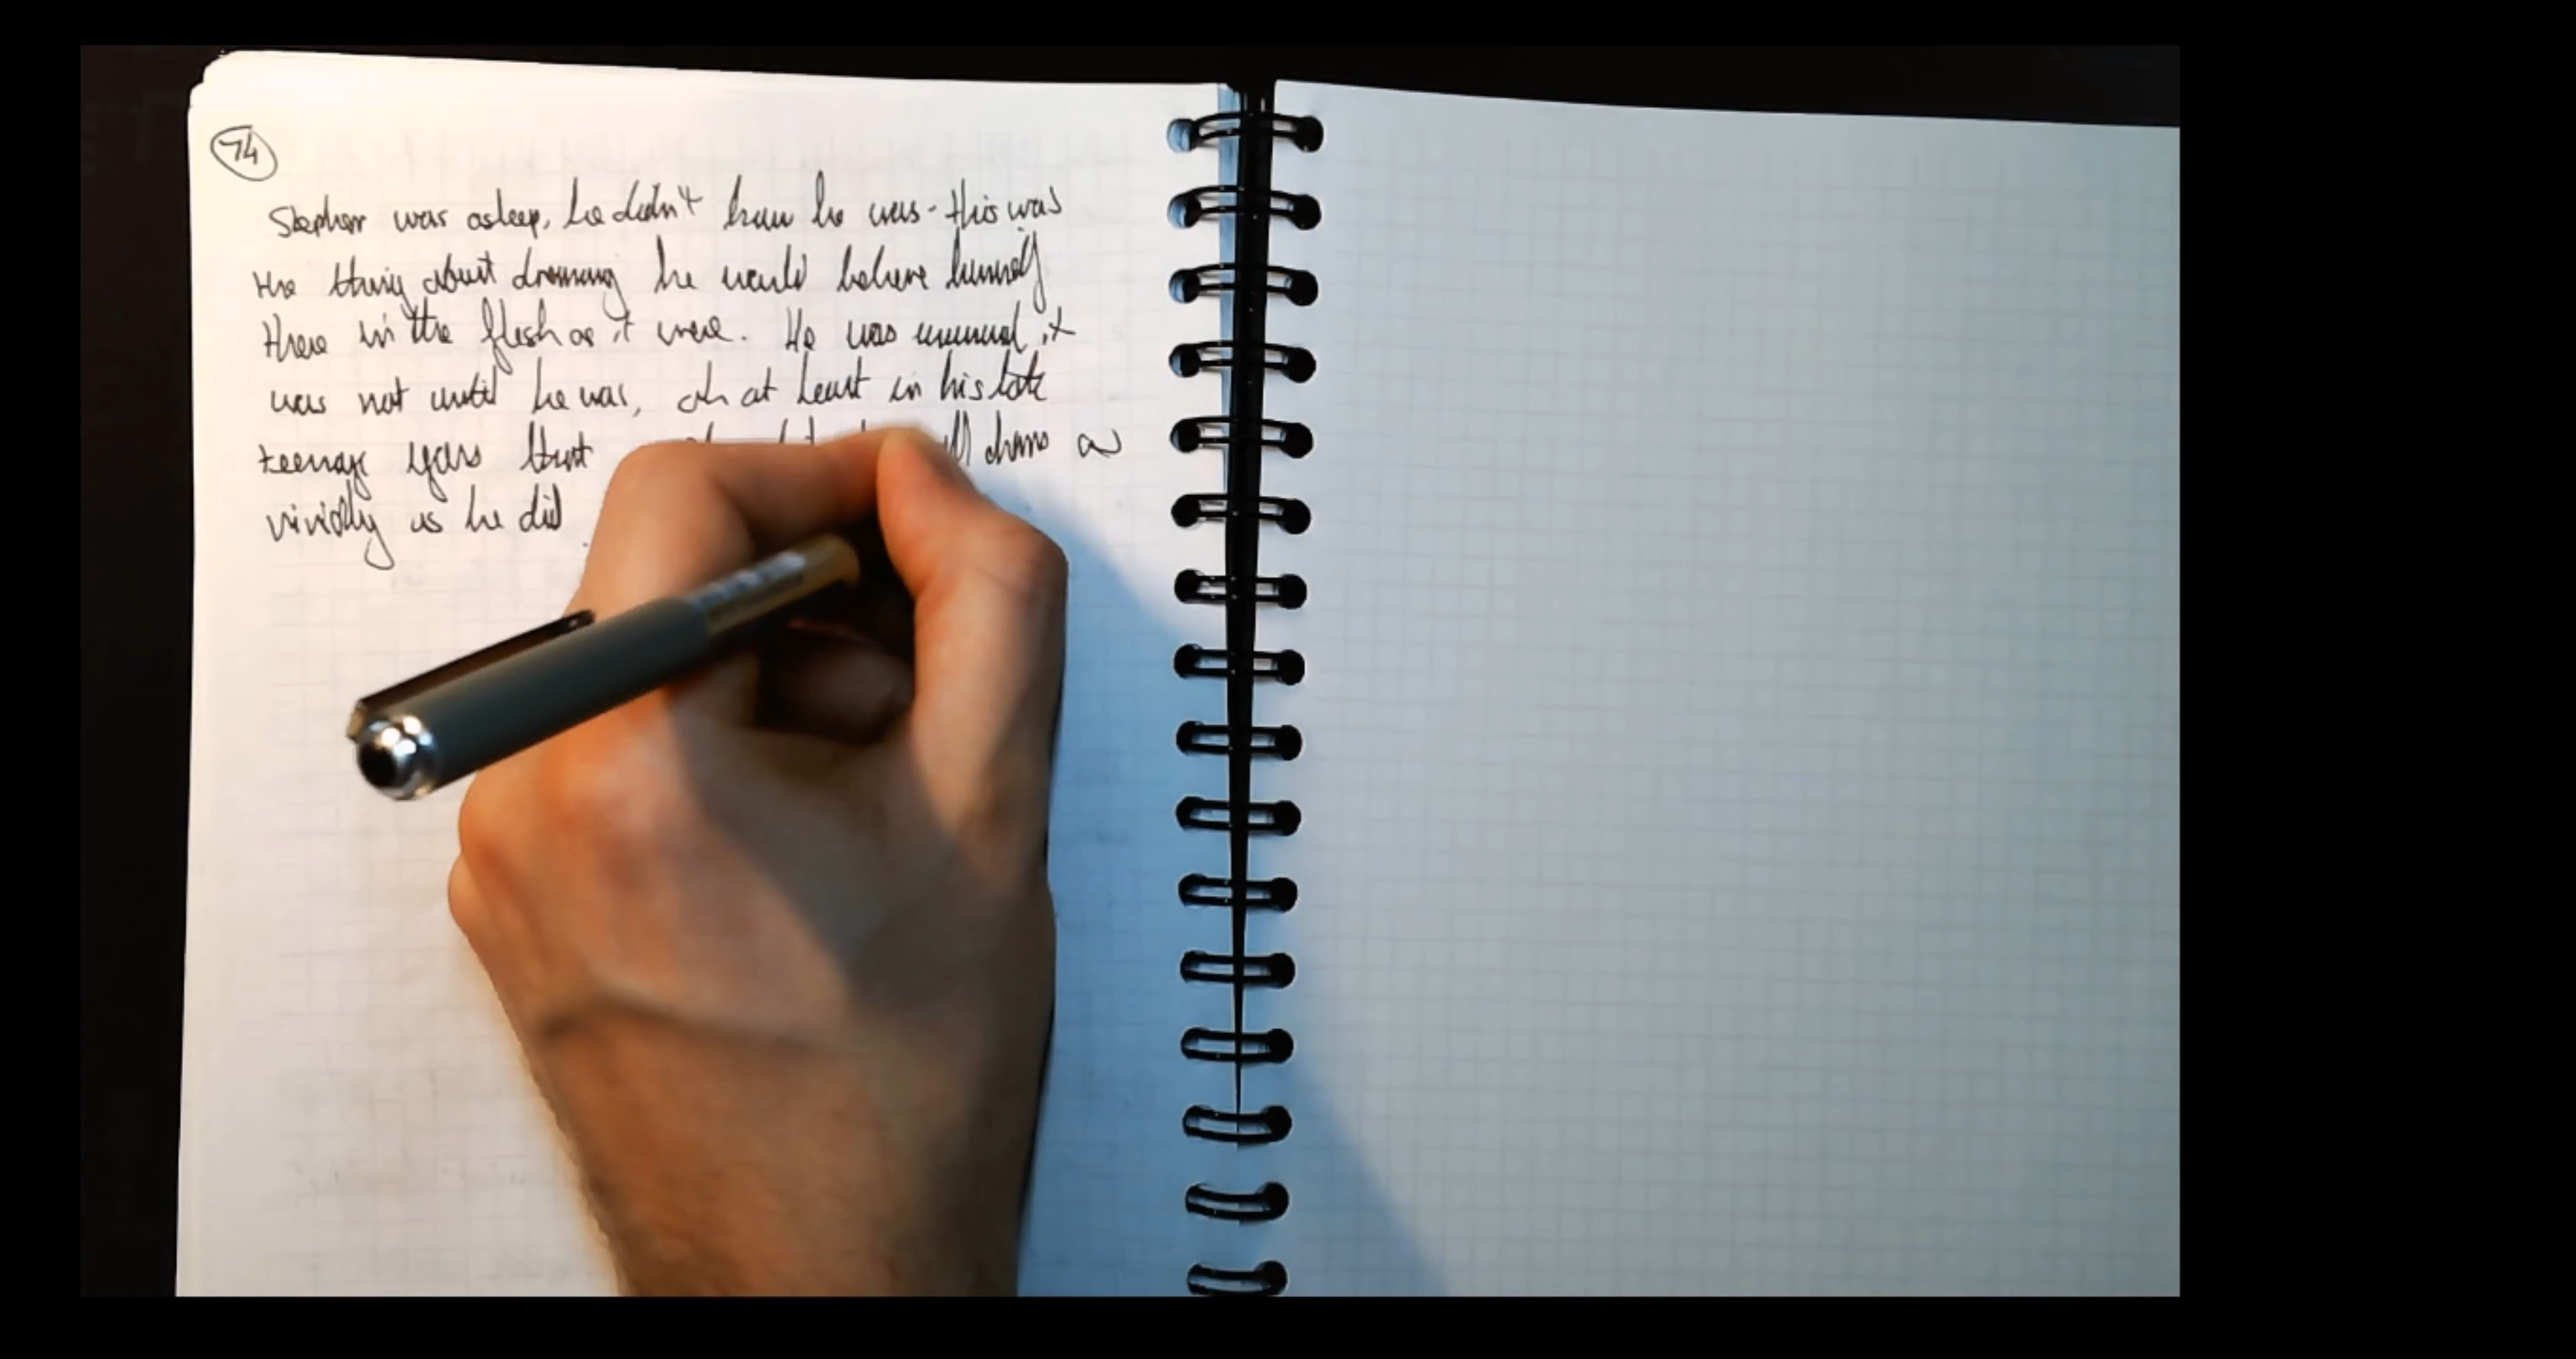 74
Stephen was asleep, he didn't know he was - this was
the thing about dreaming he would believe himself
there in the flesh as it were. He was unusual, it
was not until he was, oh at least in his late
teenage years that dreams as
vividly as he did